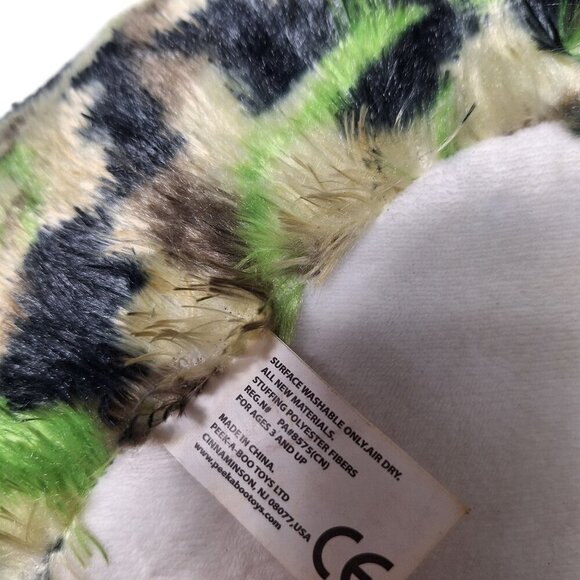 SURFACE WASHABLE ONLY.AIR DRY.
ALL NEW MATERIALS.
STUFFING POLYESTER FIBERS
REG.N# PA#8575(CN)
FOR AGES 3 AND UP
MADE IN CHINA.
PEEK-A-BOO TOYS LTD
CINNAMINSON, NJ 08077,USA
www.peekabootoys.com
CE